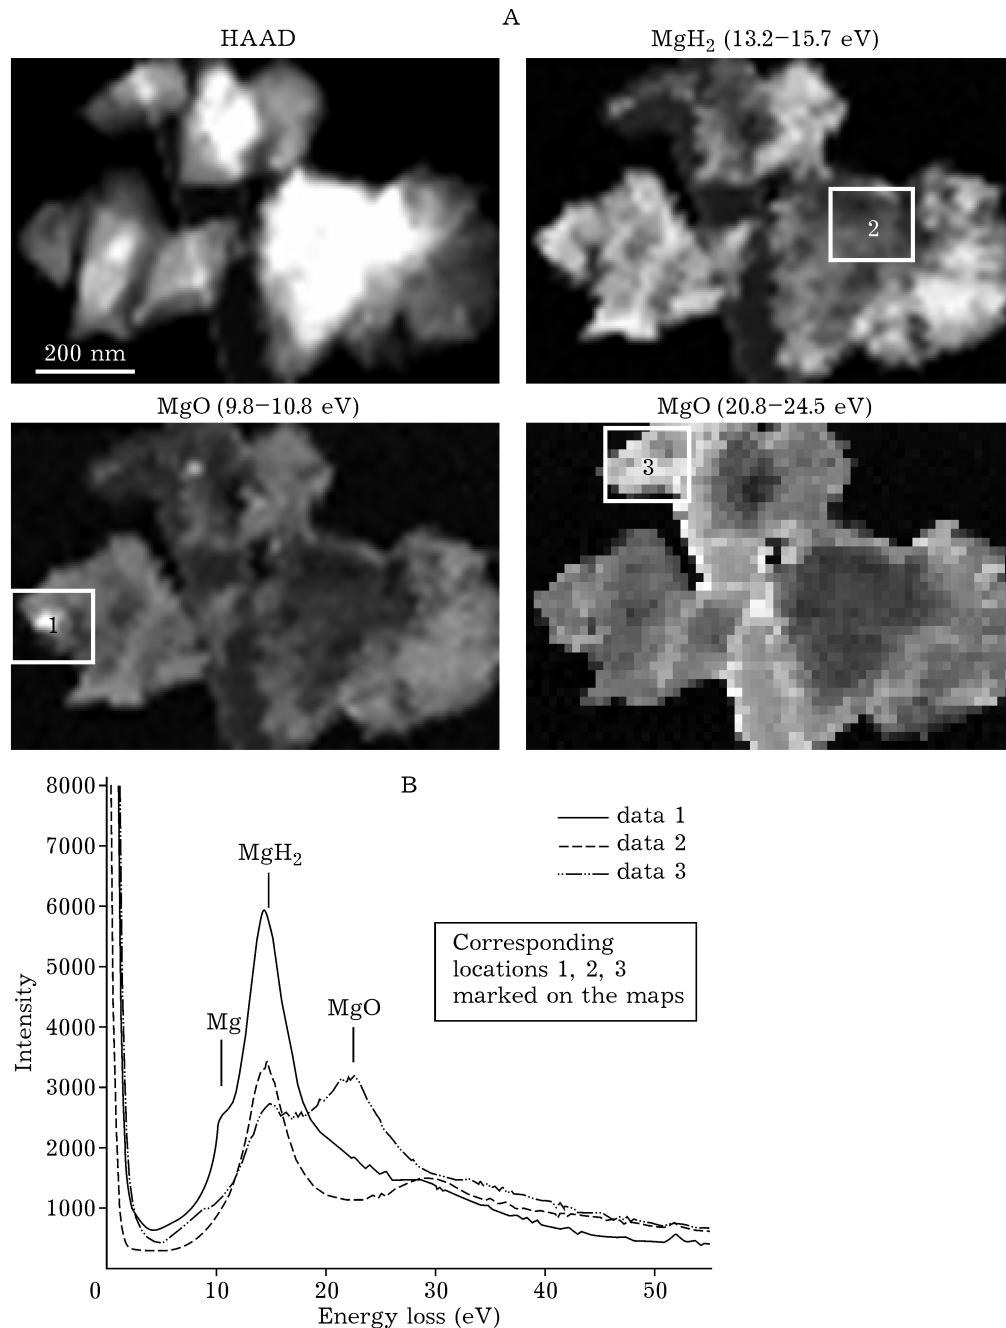 A
HAAD
MgH₂ (13.2–15.7 eV)
2
200 nm
MgO (9.8–10.8 eV)
MgO (20.8–24.5 eV)
3
1
B
8000
7000
6000
5000
4000
3000
2000
1000
Intensity
data 1
data 2
data 3
MgH₂
Mg
MgO
Corresponding
locations 1, 2, 3
marked on the maps
0 10 20 30 40 50
Energy loss (eV)